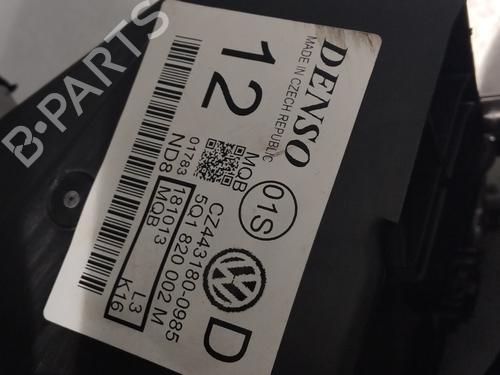 DENSO
MADE IN CZECH REPUBLIC
12
MQB
01S
01783
ND8
CZ443180-0985
5Q1 820 002 M
D
181013
MQB
L3
K16
B-PARTS